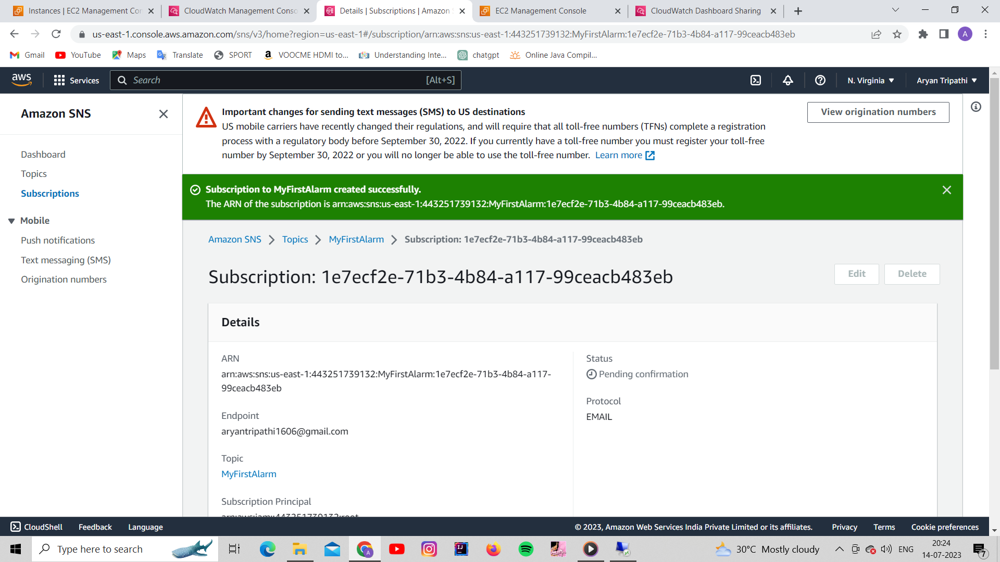 Instances | EC2 Management Con
CloudWatch Management Conso
Details | Subscriptions | Amazon S
EC2 Management Console
CloudWatch Dashboard Sharing
us-east-1.console.aws.amazon.com/sns/v3/home?region=us-east-1#/subscription/arn:aws:sns:us-east-1:443251739132:MyFirstAlarm:1e7ecf2e-71b3-4b84-a117-99ceacb483eb
A
Gmail
YouTube
Maps
Translate
SPORT
VOOCME HDMI to...
Understanding Inte...
chatgpt
Online Java Compil...
aws
Services
Search
[Alt+S]
N. Virginia
Aryan Tripathi
Amazon SNS
Dashboard
Topics
Subscriptions
Mobile
Push notifications
Text messaging (SMS)
Origination numbers
Important changes for sending text messages (SMS) to US destinations
US mobile carriers have recently changed their regulations, and will require that all toll-free numbers (TFNs) complete a registration
process with a regulatory body before September 30, 2022. If you currently have a toll-free number you must register your toll-free
number by September 30, 2022 or you will no longer be able to use the toll-free number. Learn more
View origination numbers
Subscription to MyFirstAlarm created successfully.
The ARN of the subscription is arn:aws:sns:us-east-1:443251739132:MyFirstAlarm:1e7ecf2e-71b3-4b84-a117-99ceacb483eb.
Amazon SNS
Topics
MyFirstAlarm
Subscription: 1e7ecf2e-71b3-4b84-a117-99ceacb483eb
Subscription: 1e7ecf2e-71b3-4b84-a117-99ceacb483eb
Edit
Delete
Details
ARN
arn:aws:sns:us-east-1:443251739132:MyFirstAlarm:1e7ecf2e-71b3-4b84-a117-
99ceacb483eb
Endpoint
aryantripathi1606@gmail.com
Topic
MyFirstAlarm
Subscription Principal
arn:aws:iam::443251739132:root
Status
Pending confirmation
Protocol
EMAIL
CloudShell
Feedback
Language
© 2023, Amazon Web Services India Private Limited or its affiliates.
Privacy
Terms
Cookie preferences
Type here to search
30°C Mostly cloudy
ENG
20:24
14-07-2023
7